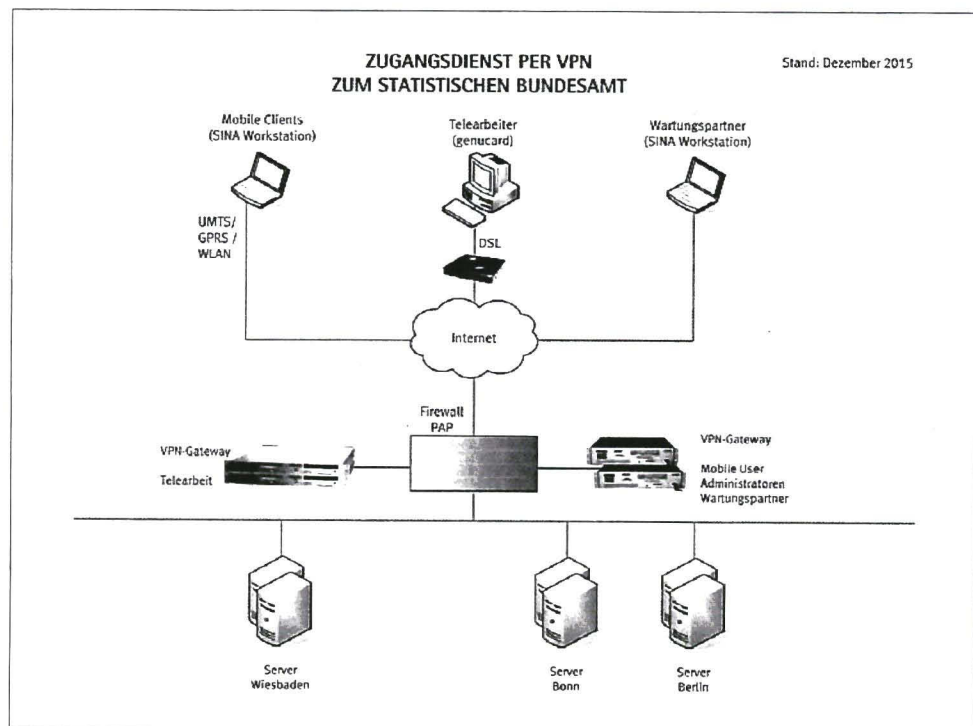 ZUGANGSDIENST PER VPN
ZUM STATISTISCHEN BUNDESAMT
Stand: Dezember 2015
Mobile Clients
(SINA Workstation)
Telearbeiter
(genucard)
Wartungspartner
(SINA Workstation)
UMTS/
GPRS /
WLAN
DSL
Internet
Firewall
PAP
VPN-Gateway
Telearbeit
VPN-Gateway
Mobile User
Administratoren
Wartungspartner
Server
Wiesbaden
Server
Bonn
Server
Berlin